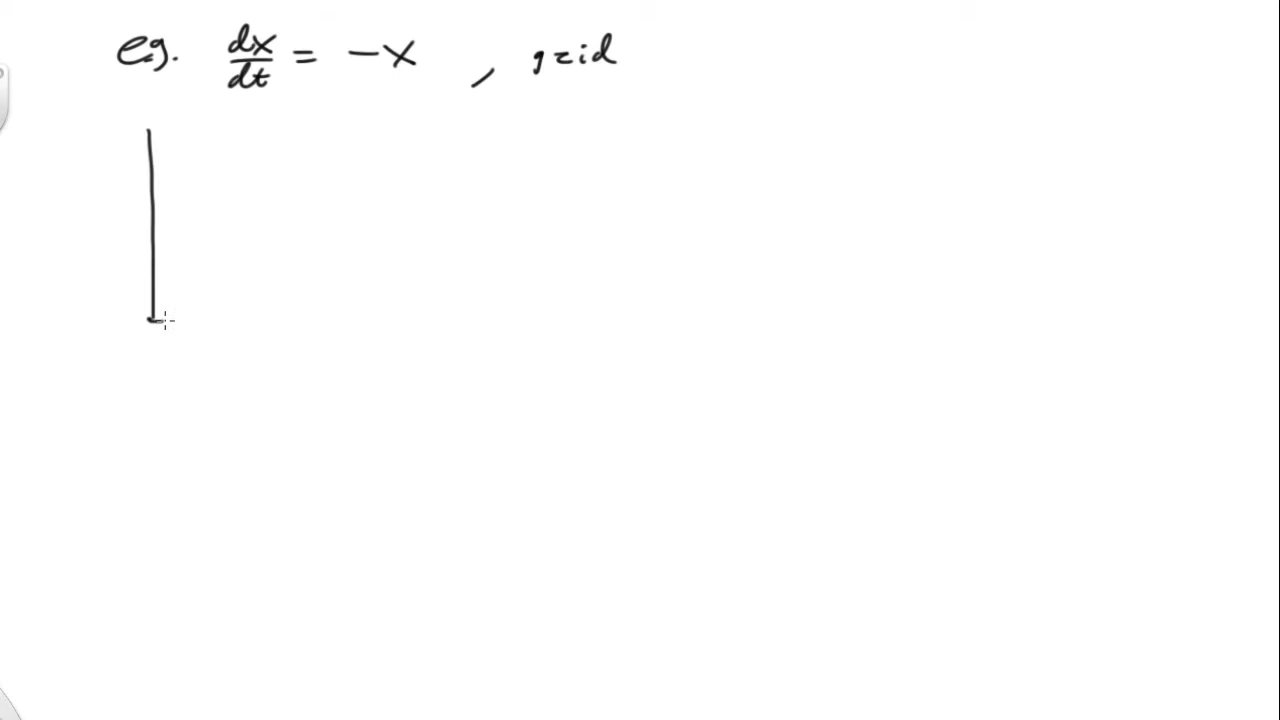 e.g. dx/dt = -x , grid